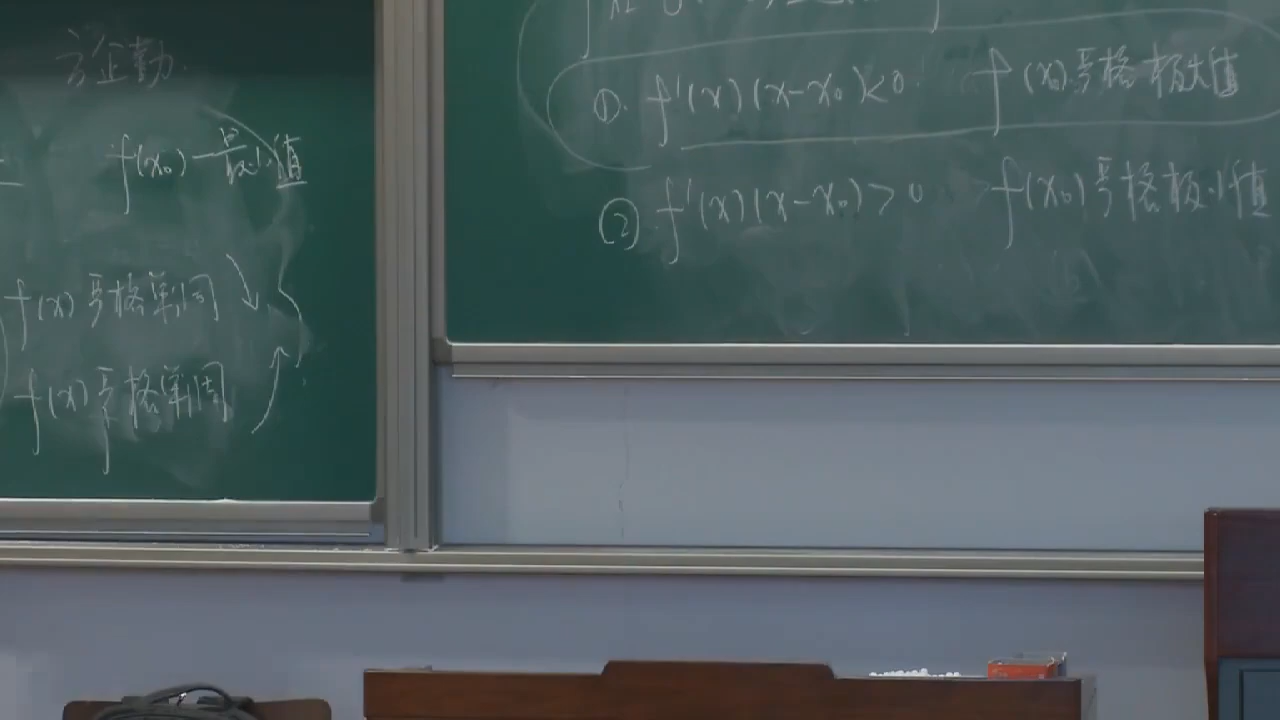 f(x₀) 最小值
f(x) 严格单调
f(x) 严格单调
① f'(x)(x-x₀)<0 f(x) 严格极大值
② f'(x)(x-x₀)>0 f(x₀) 严格极小值